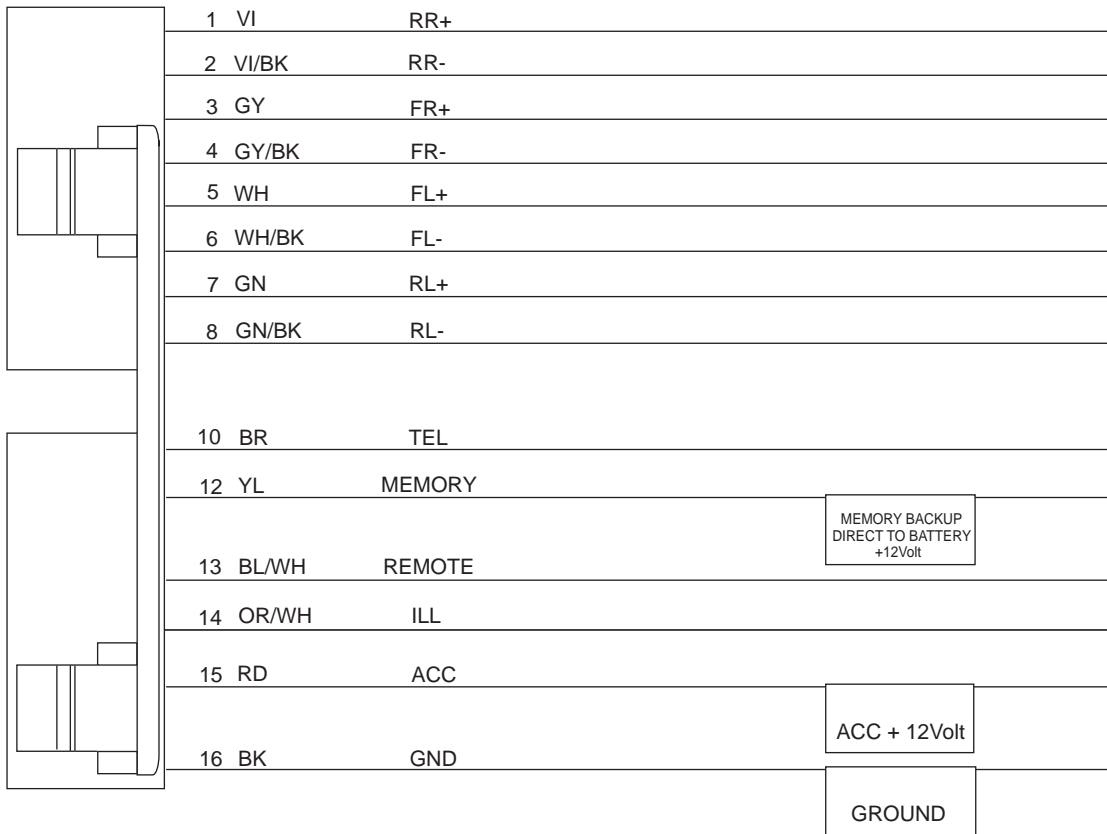 1 VI RR+
2 VI/BK RR-
3 GY FR+
4 GY/BK FR-
5 WH FL+
6 WH/BK FL-
7 GN RL+
8 GN/BK RL-
10 BR TEL
12 YL MEMORY
MEMORY BACKUP
DIRECT TO BATTERY
+12Volt
13 BL/WH REMOTE
14 OR/WH ILL
15 RD ACC
ACC + 12Volt
16 BK GND
GROUND